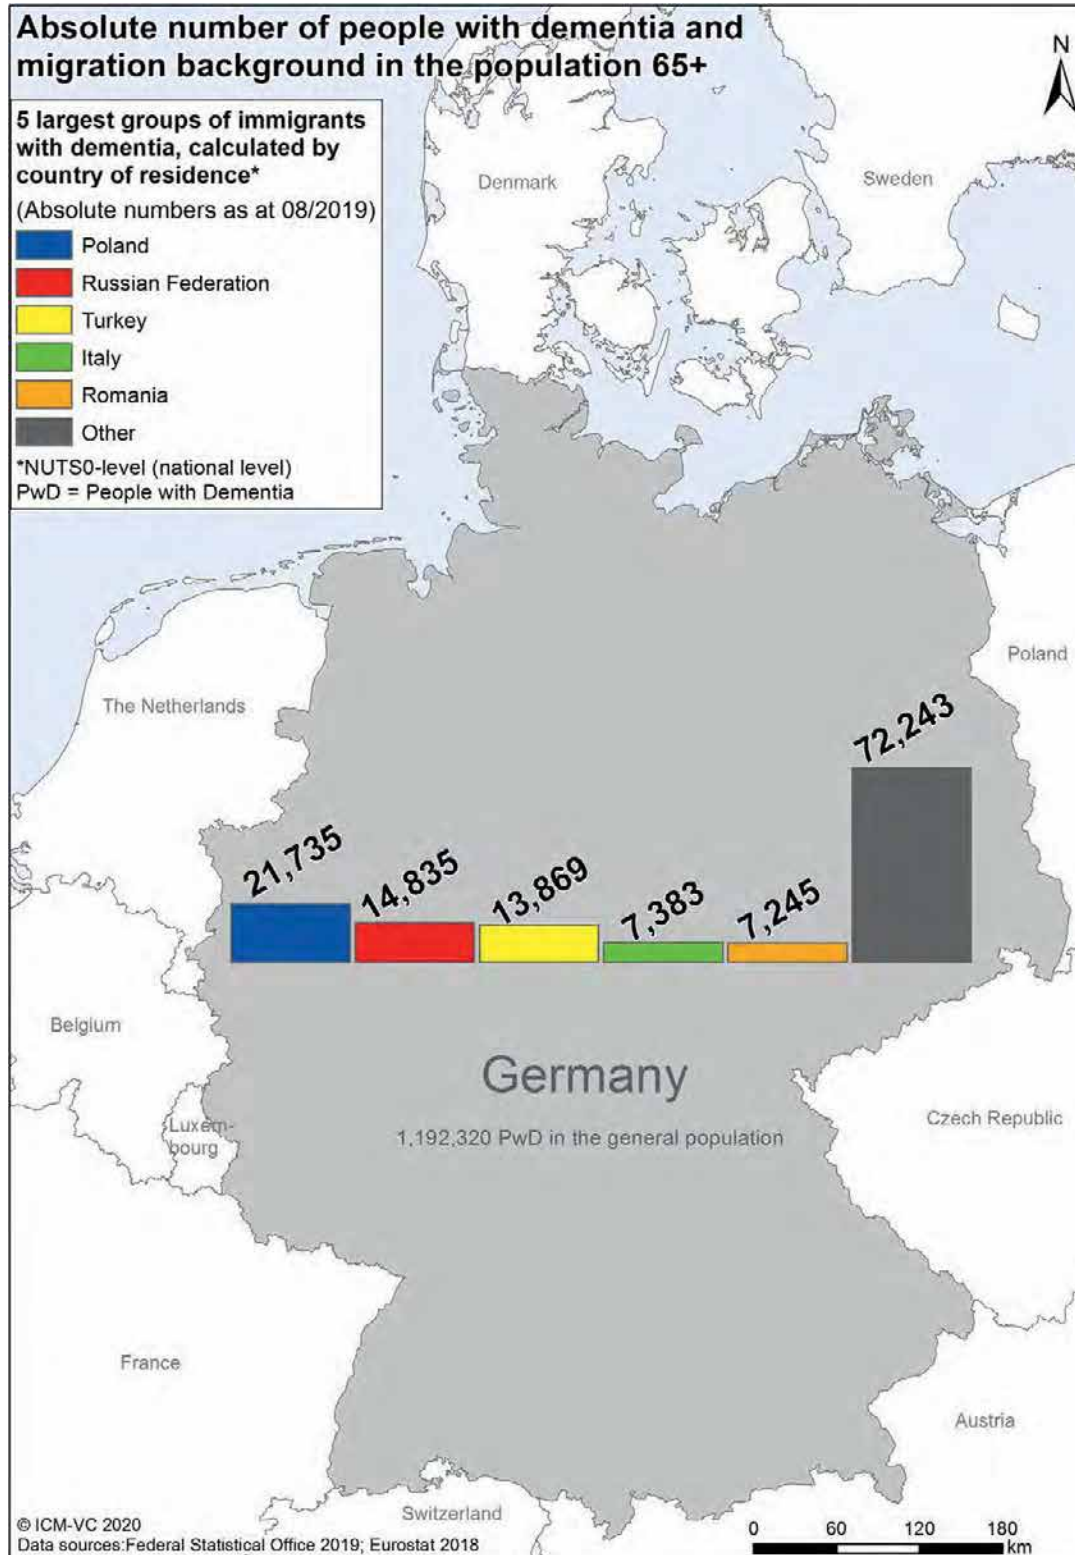 Absolute number of people with dementia and
migration background in the population 65+
N
5 largest groups of immigrants
with dementia, calculated by
country of residence*
(Absolute numbers as at 08/2019)
Poland
Russian Federation
Turkey
Italy
Romania
Other
*NUTS0-level (national level)
PwD = People with Dementia
Denmark
Sweden
Poland
The Netherlands
72,243
21,735
14,835
13,869
7,383
7,245
Belgium
Germany
Luxem-
bourg
1,192,320 PwD in the general population
Czech Republic
France
Austria
Switzerland
© ICM-VC 2020
Data sources:Federal Statistical Office 2019; Eurostat 2018
0 60 120 180
km